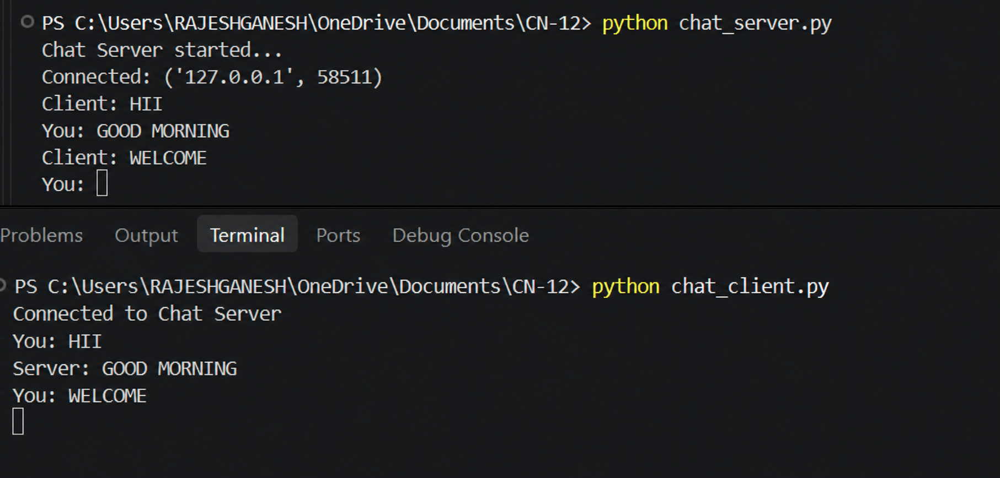 PS C:\Users\RAJESHGANESH\OneDrive\Documents\CN-12> python chat_server.py
Chat Server started...
Connected: ('127.0.0.1', 58511)
Client: HII
You: GOOD MORNING
Client: WELCOME
You:
Problems Output Terminal Ports Debug Console
PS C:\Users\RAJESHGANESH\OneDrive\Documents\CN-12> python chat_client.py
Connected to Chat Server
You: HII
Server: GOOD MORNING
You: WELCOME